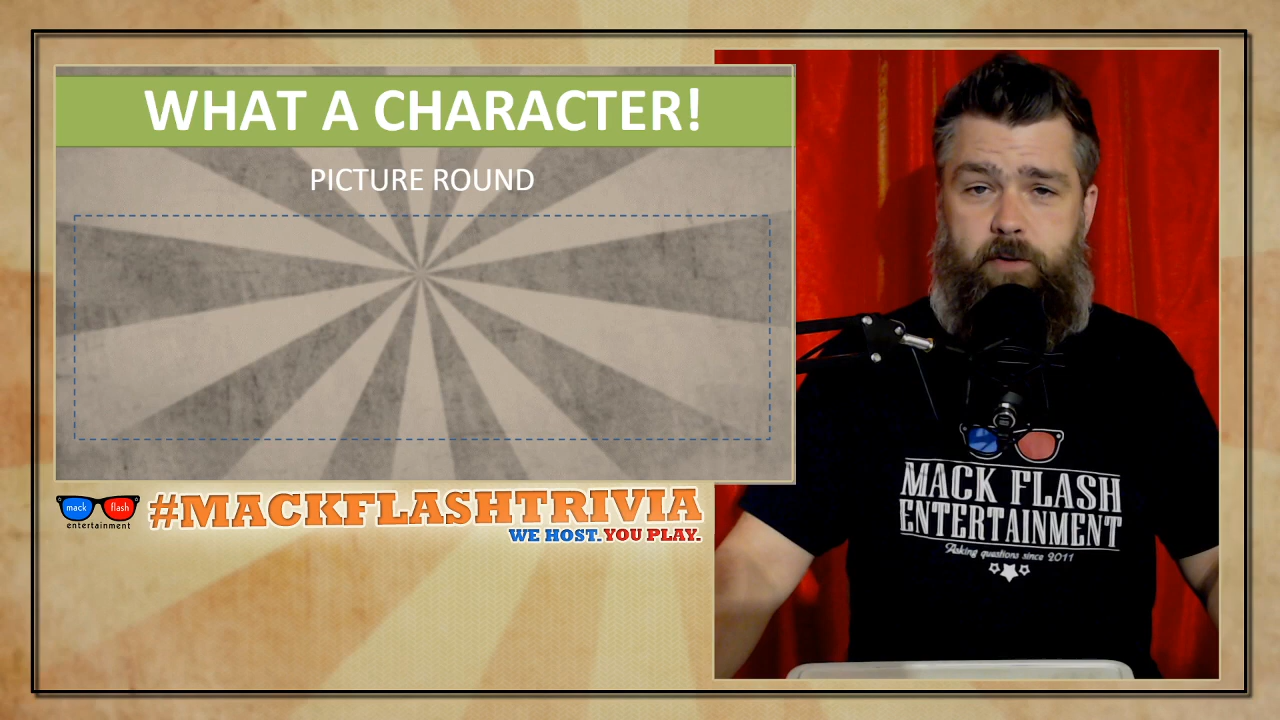 WHAT A CHARACTER!
PICTURE ROUND
mack flash
entertainment
#MACKFLASHTRIVIA
WE HOST.YOU PLAY.
MACK FLASH
ENTERTAINMENT
Asking questions since 2011